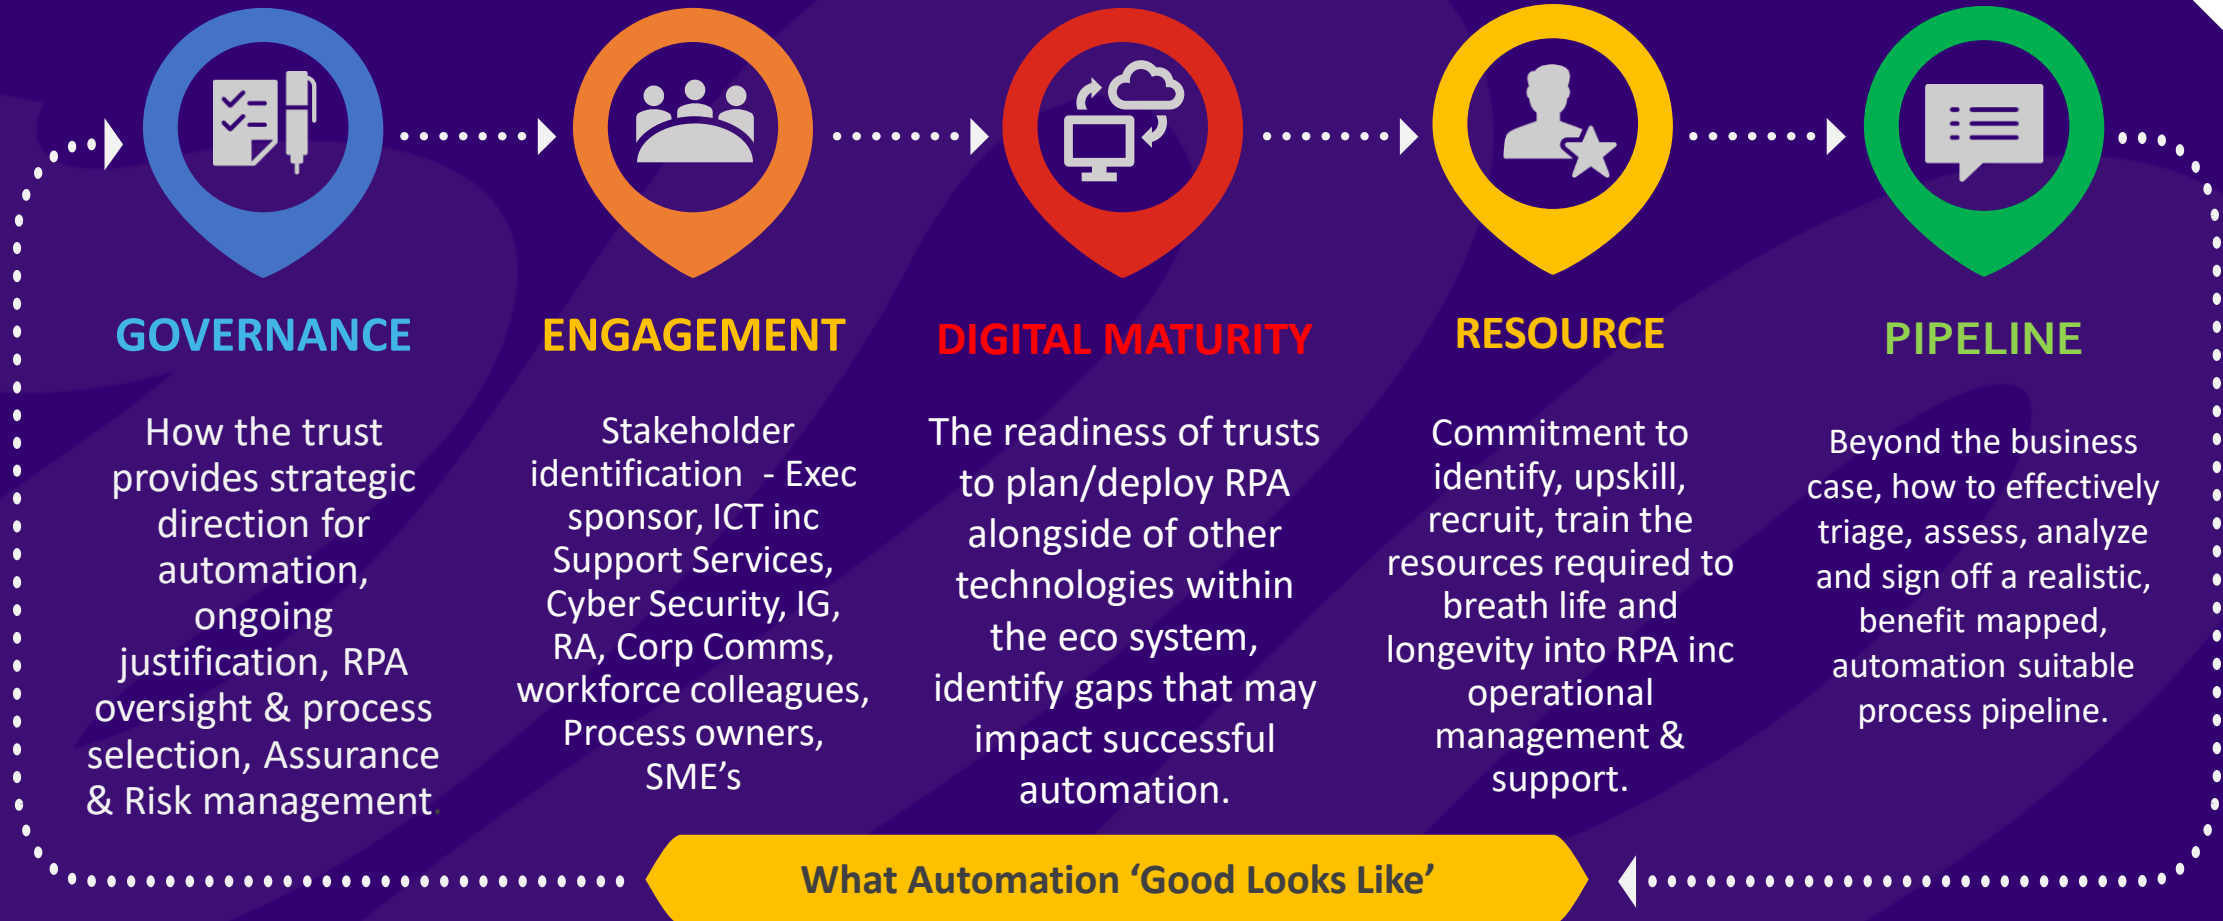 GOVERNANCE
How the trust
provides strategic
direction for
automation,
ongoing
justification, RPA
oversight & process
selection, Assurance
& Risk management.
ENGAGEMENT
Stakeholder
identification - Exec
sponsor, ICT inc
Support Services,
Cyber Security, IG,
RA, Corp Comms,
workforce colleagues,
Process owners,
SME’s
DIGITAL MATURITY
The readiness of trusts
to plan/deploy RPA
alongside of other
technologies within
the eco system,
identify gaps that may
impact successful
automation.
RESOURCE
Commitment to
identify, upskill,
recruit, train the
resources required to
breath life and
longevity into RPA inc
operational
management &
support.
PIPELINE
Beyond the business
case, how to effectively
triage, assess, analyze
and sign off a realistic,
benefit mapped,
automation suitable
process pipeline.
What Automation ‘Good Looks Like’